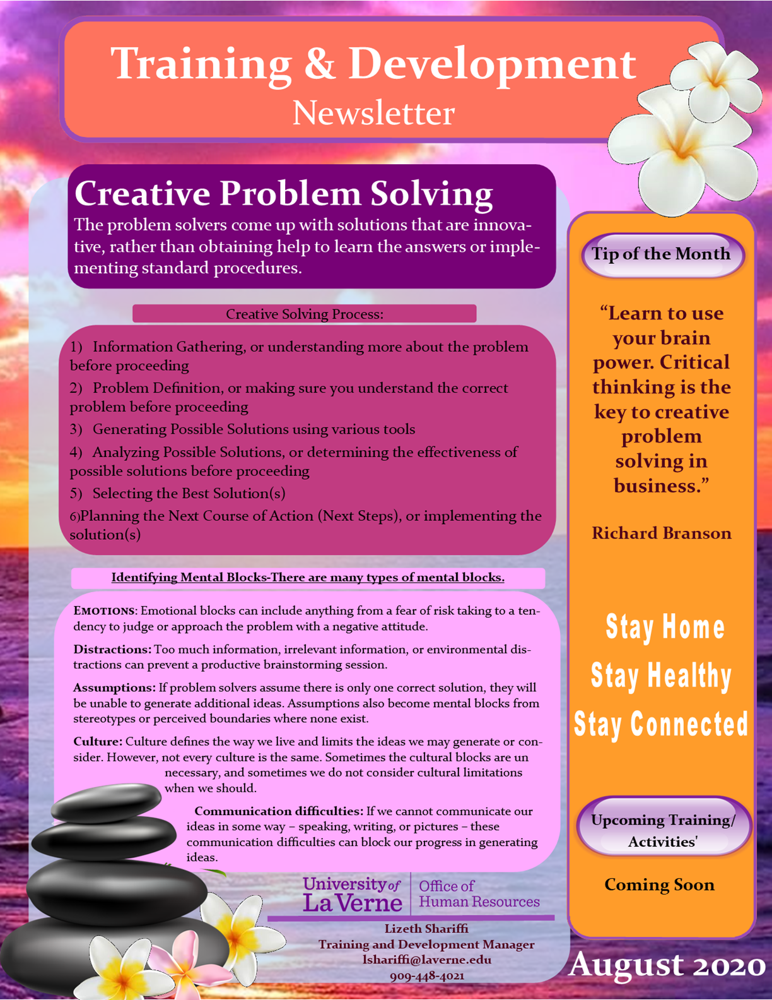 Training & Development
Newsletter
Creative Problem Solving
The problem solvers come up with solutions that are innova-
tive, rather than obtaining help to learn the answers or imple-
menting standard procedures.
Creative Solving Process:
1) Information Gathering, or understanding more about the problem
before proceeding
2) Problem Definition, or making sure you understand the correct
problem before proceeding
3) Generating Possible Solutions using various tools
4) Analyzing Possible Solutions, or determining the effectiveness of
possible solutions before proceeding
5) Selecting the Best Solution(s)
6)Planning the Next Course of Action (Next Steps), or implementing the
solution(s)
Identifying Mental Blocks-There are many types of mental blocks.
EMOTIONS: Emotional blocks can include anything from a fear of risk taking to a ten-
dency to judge or approach the problem with a negative attitude.
Distractions: Too much information, irrelevant information, or environmental dis-
tractions can prevent a productive brainstorming session.
Assumptions: If problem solvers assume there is only one correct solution, they will
be unable to generate additional ideas. Assumptions also become mental blocks from
stereotypes or perceived boundaries where none exist.
Culture: Culture defines the way we live and limits the ideas we may generate or con-
sider. However, not every culture is the same. Sometimes the cultural blocks are un
necessary, and sometimes we do not consider cultural limitations
when we should.
Communication difficulties: If we cannot communicate our
ideas in some way – speaking, writing, or pictures – these
communication difficulties can block our progress in generating
ideas.
University of
La Verne
Office of
Human Resources
Lizeth Shariffi
Training and Development Manager
lshariffi@laverne.edu
909-448-4021
Tip of the Month
“Learn to use
your brain
power. Critical
thinking is the
key to creative
problem
solving in
business.”
Richard Branson
Stay Home
Stay Healthy
Stay Connected
Upcoming Training/
Activities'
Coming Soon
August 2020